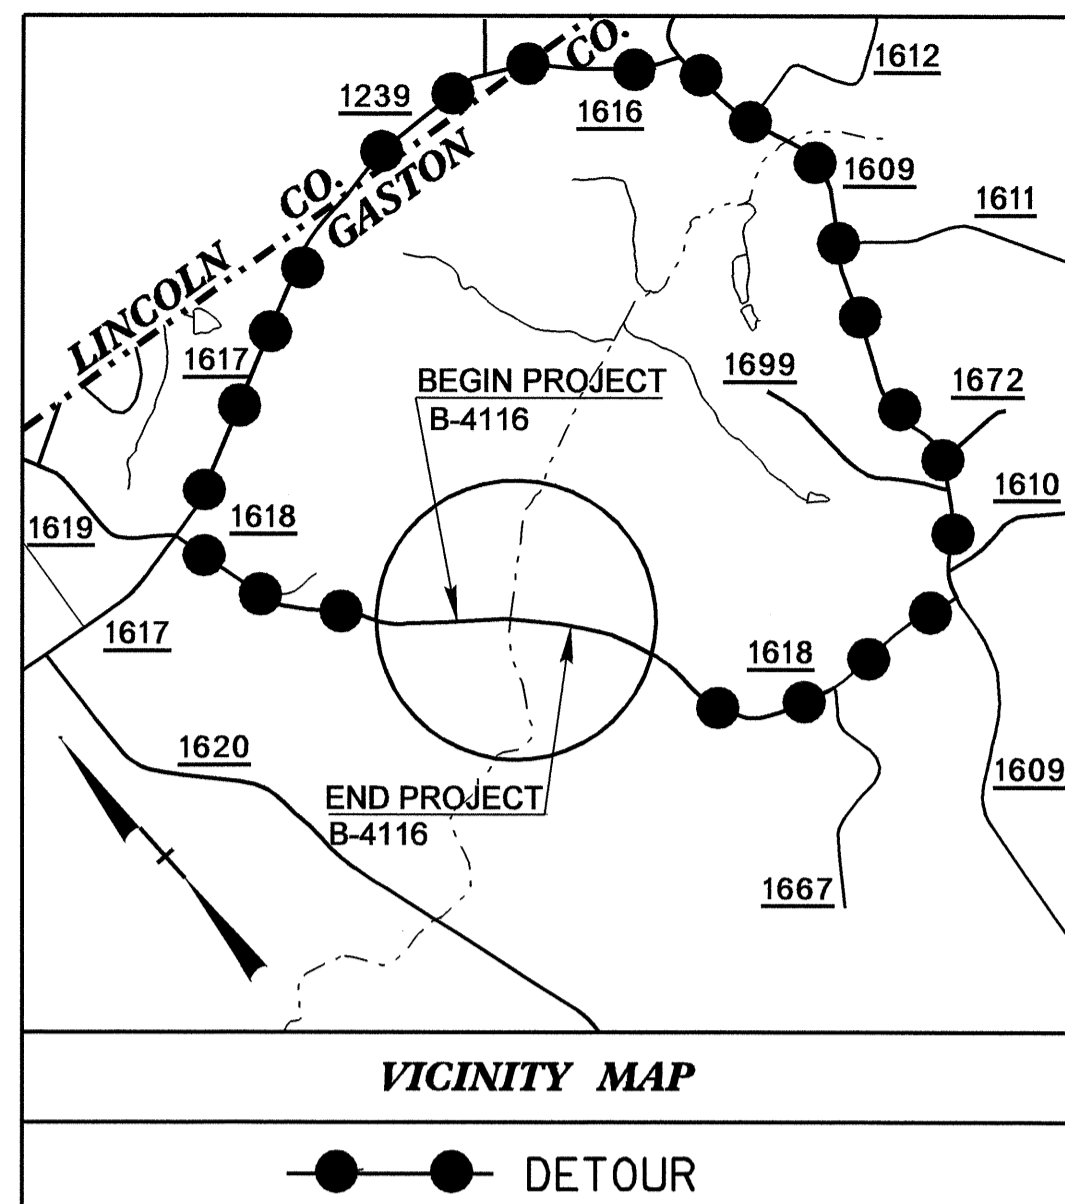 CO.
1612
1239
1616
1609
CO.
GASTON
1611
LINCOLN
1617
1699
1672
BEGIN PROJECT
B-4116
1610
1618
1619
1617
1618
1620
1609
END PROJECT
B-4116
1667
VICINITY MAP
DETOUR